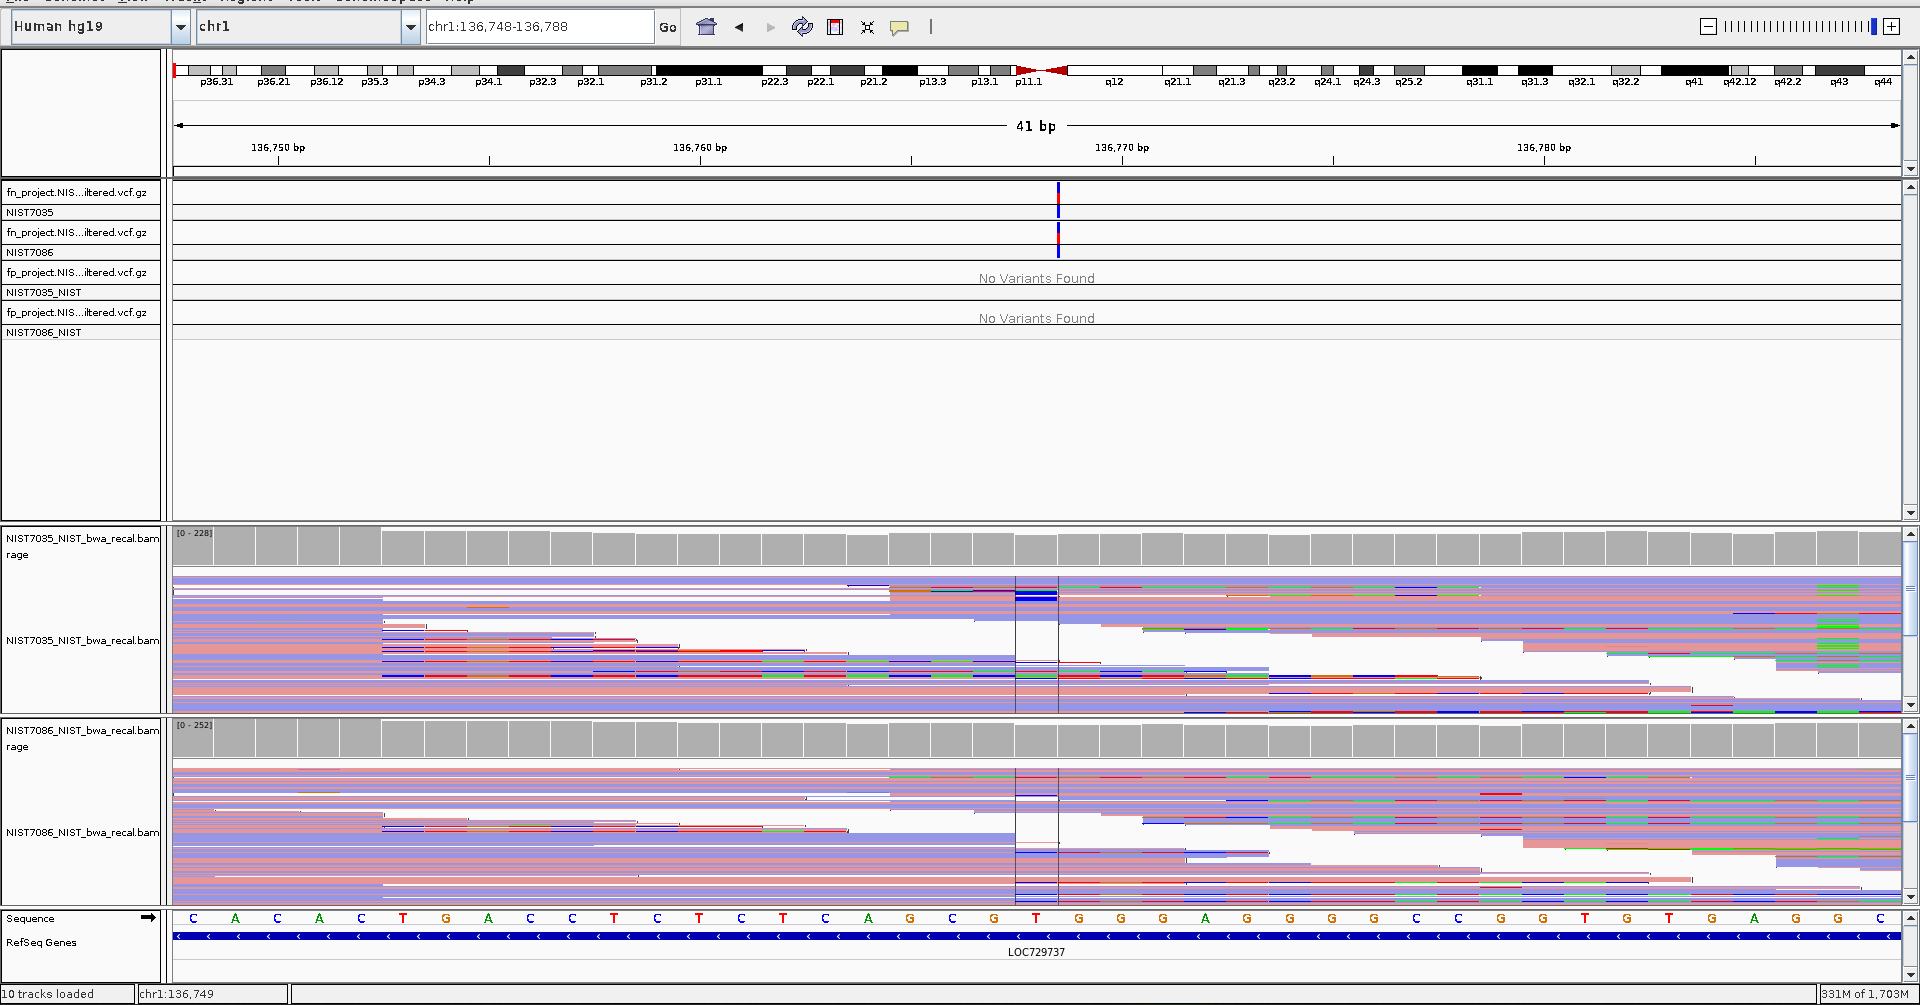 Human hg19 chr1 chr1:136,748-136,788 Go
p36.31 p36.21 p36.12 p35.3 p34.3 p34.1 p32.3 p32.1 p31.2 p31.1 p22.3 p22.1 p21.2 p13.3 p13.1 p11.1 q12 q21.1 q21.3 q23.2 q24.1 q24.3 q25.2 q31.1 q31.3 q32.1 q32.2 q41 q42.12 q42.2 q43 q44
41 bp
136,750 bp 136,760 bp 136,770 bp 136,780 bp
fn_project.NIS...iltered.vcf.gz
NIST7035
fn_project.NIS...iltered.vcf.gz
NIST7086
fp_project.NIS...iltered.vcf.gz
No Variants Found
NIST7035_NIST
fp_project.NIS...iltered.vcf.gz
No Variants Found
NIST7086_NIST
NIST7035_NIST_bwa_recal.bam
rage
[0 - 228]
NIST7035_NIST_bwa_recal.bam
NIST7086_NIST_bwa_recal.bam
rage
[0 - 252]
NIST7086_NIST_bwa_recal.bam
Sequence C A C A C T G A C C T C T C T C A G C G T G G G A G G G G C C G G T G T G A G G C
RefSeq Genes
LOC729737
10 tracks loaded chr1:136,749 331M of 1,703M